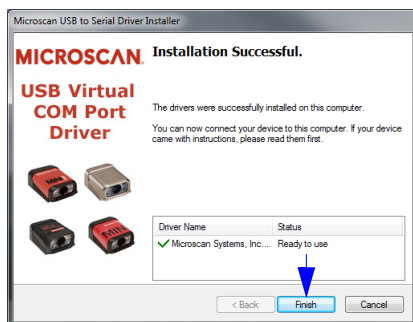 Microscan USB to Serial Driver Installer
MICROSCAN.
Installation Successful.
USB Virtual
COM Port
Driver
The drivers were successfully installed on this computer.
You can now connect your device to this computer. If your device
came with instructions, please read them first.
Driver Name Status
Microscan Systems, Inc.... Ready to use
< Back Finish Cancel